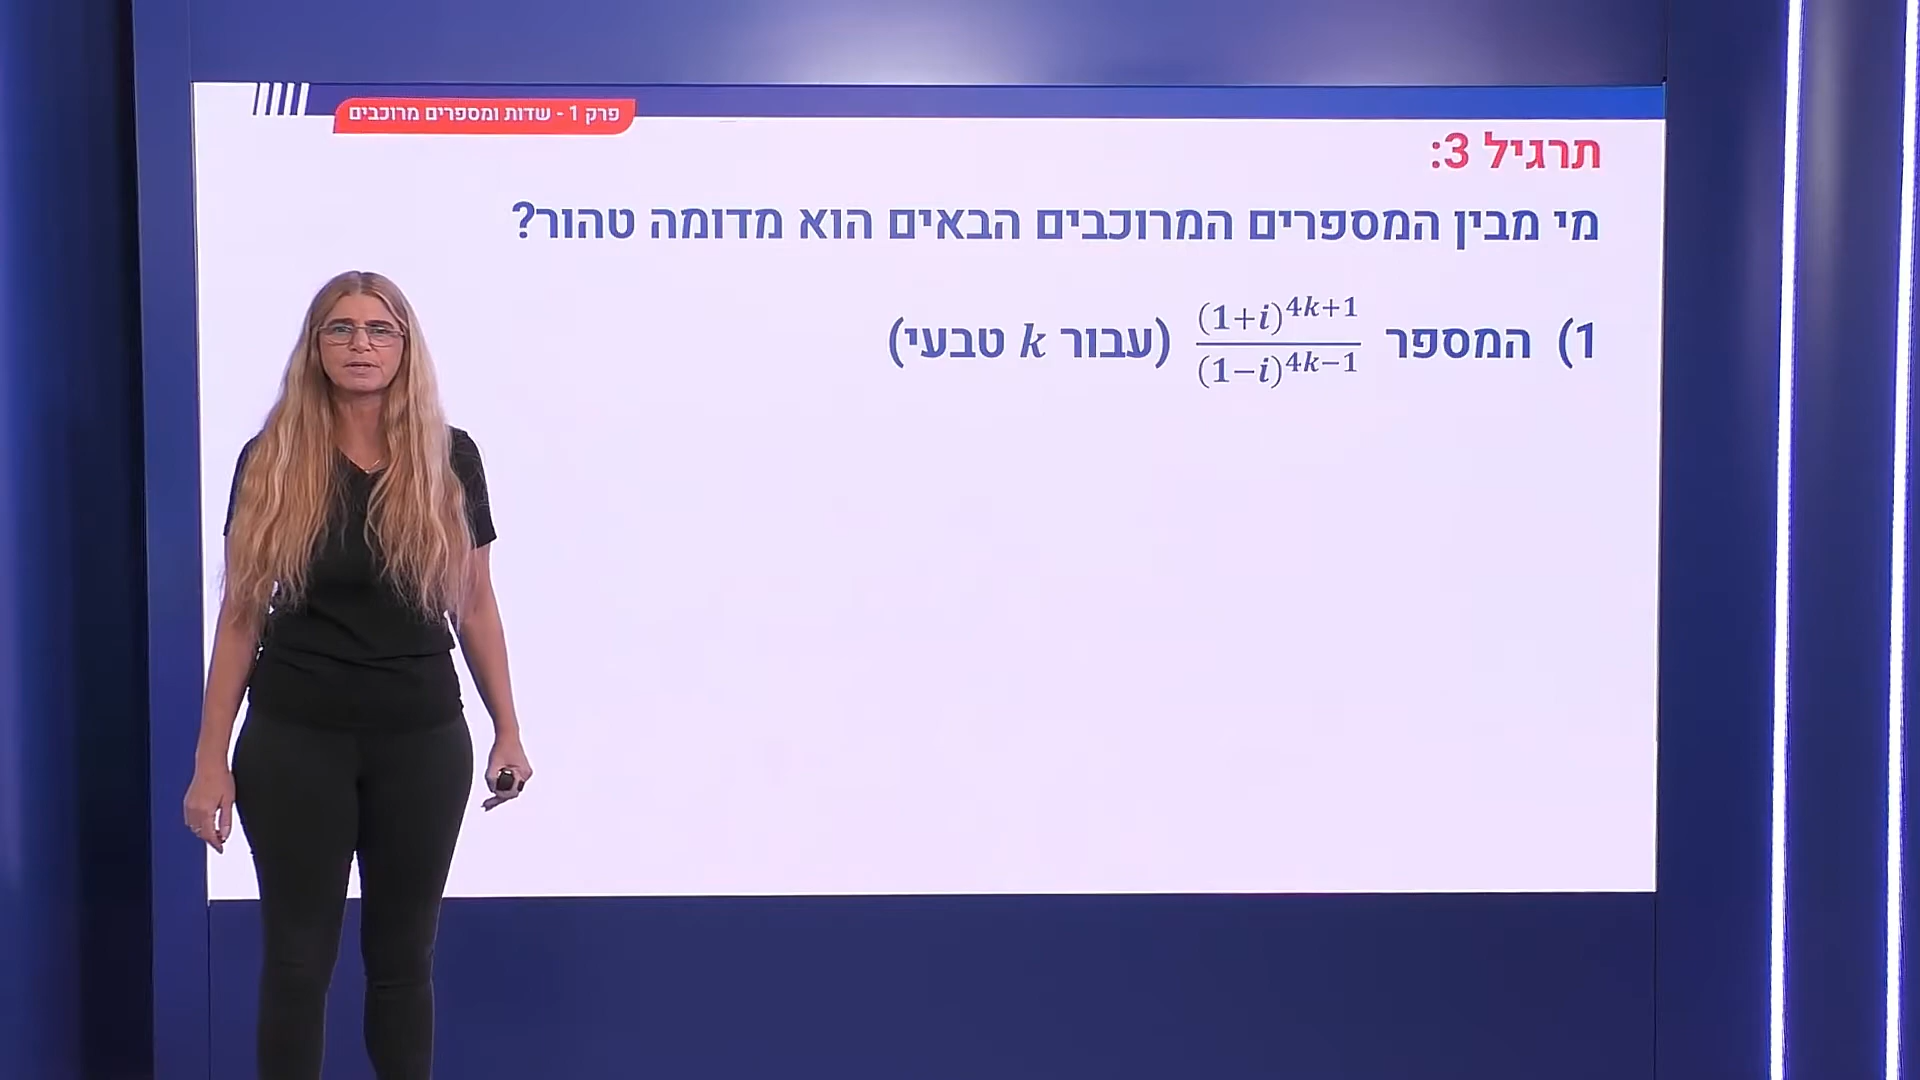 פרק 1 - שדות ומספרים מרוכבים
תרגיל 3:
מי מבין המספרים המרוכבים הבאים הוא מדומה טהור?
1) המספר $\frac{(1+i)^{4k+1}}{(1-i)^{4k-1}}$ (עבור k טבעי)